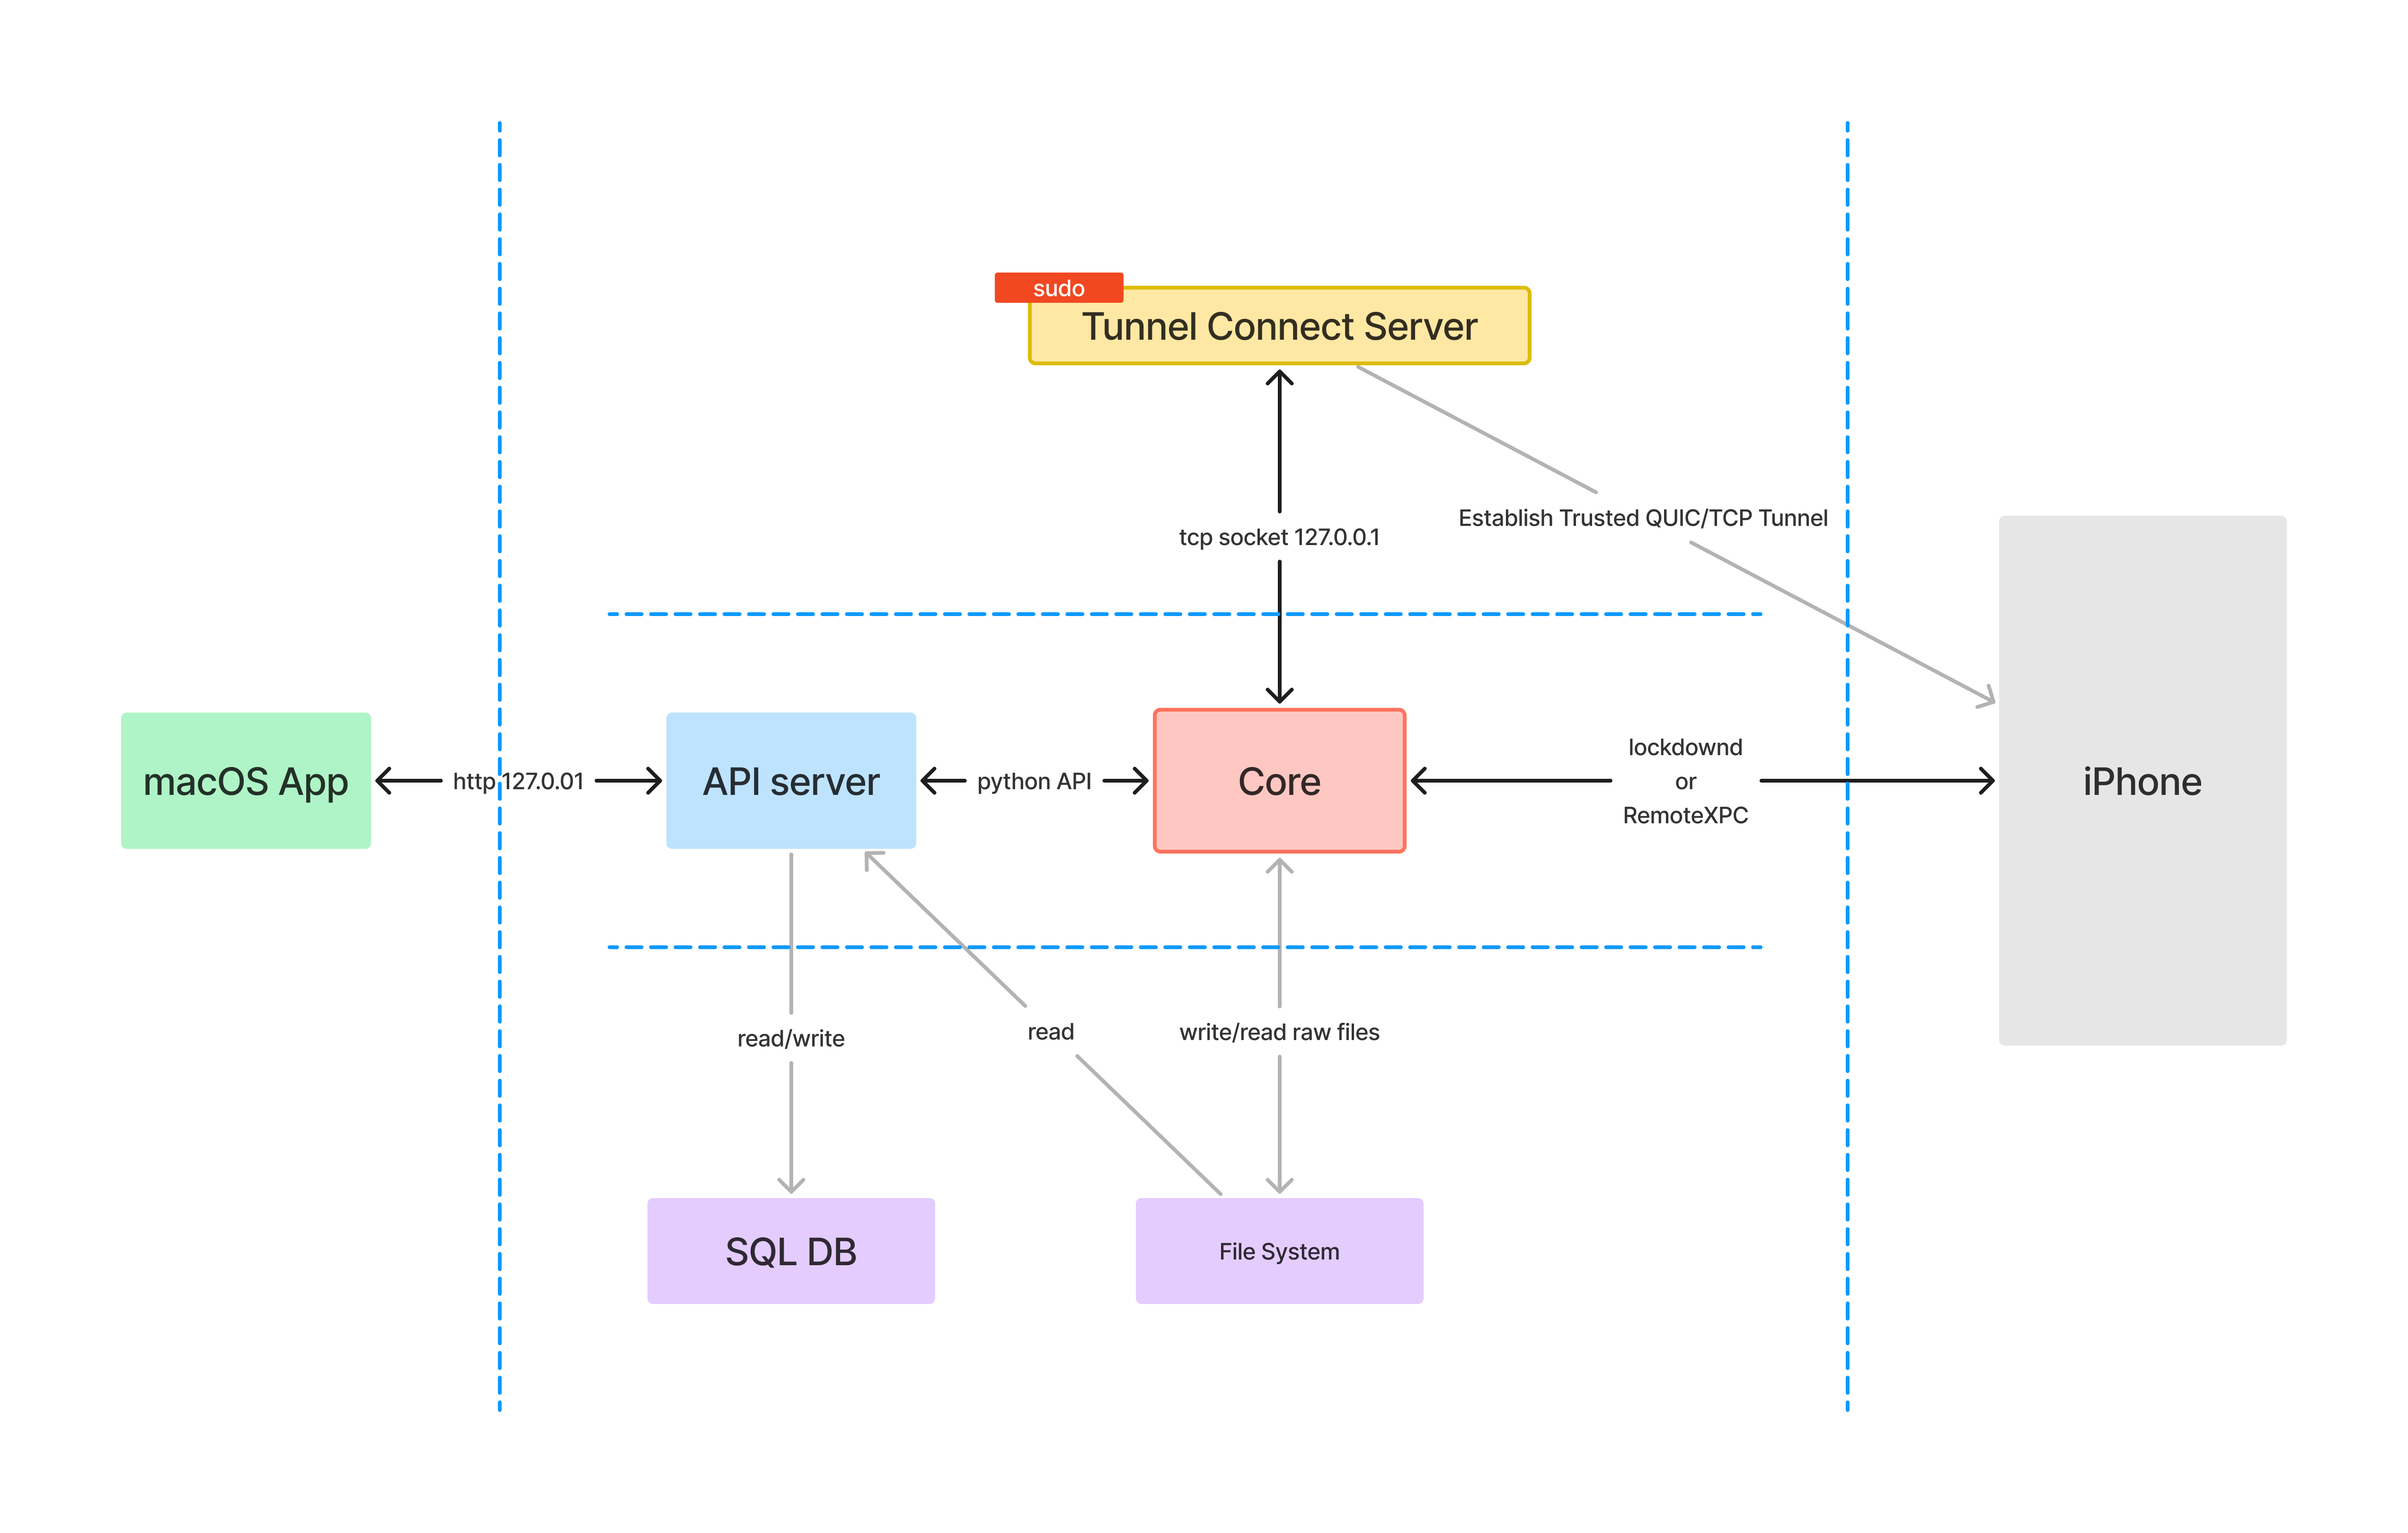 sudo
Tunnel Connect Server
Establish Trusted QUIC/TCP Tunnel
tcp socket 127.0.0.1
macOS App
http 127.0.01
API server
python API
Core
lockdownd
or
RemoteXPC
iPhone
read/write
read
write/read raw files
SQL DB
File System